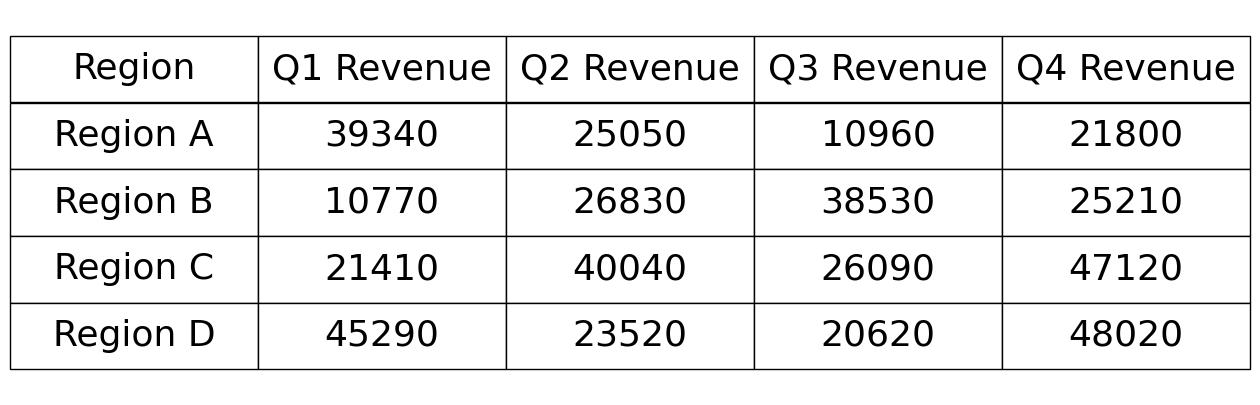 Region Q1 Revenue Q2 Revenue Q3 Revenue Q4 Revenue
Region A 39340 25050 10960 21800
Region B 10770 26830 38530 25210
Region C 21410 40040 26090 47120
Region D 45290 23520 20620 48020